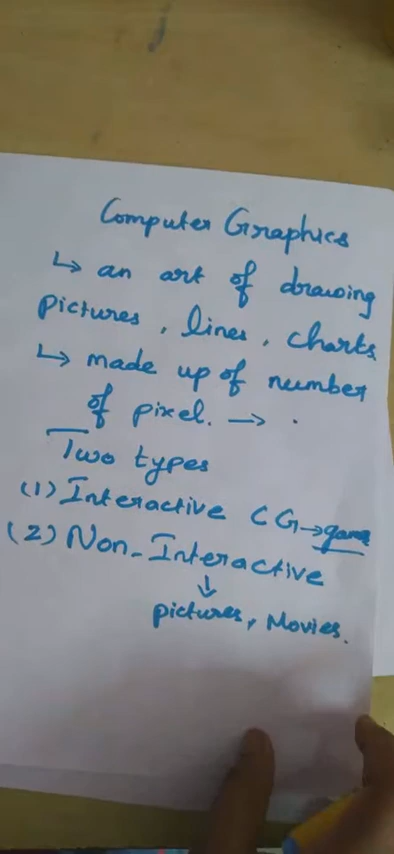 Computer Graphics
↳ an art of drawing
pictures, lines, charts
↳ made up of number
of pixel. → .
Two types
(1) Interactive CG → game
(2) Non-Interactive
↓
pictures, Movies.